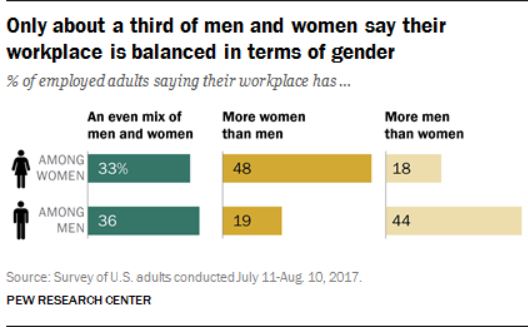 Only about a third of men and women say their
workplace is balanced in terms of gender
% of employed adults saying their workplace has ...
An even mix of
men and women
More women
than men
More men
than women
AMONG
WOMEN
33%
48
18
AMONG
MEN
36
19
44
Source: Survey of U.S. adults conducted July 11-Aug. 10, 2017.
PEW RESEARCH CENTER